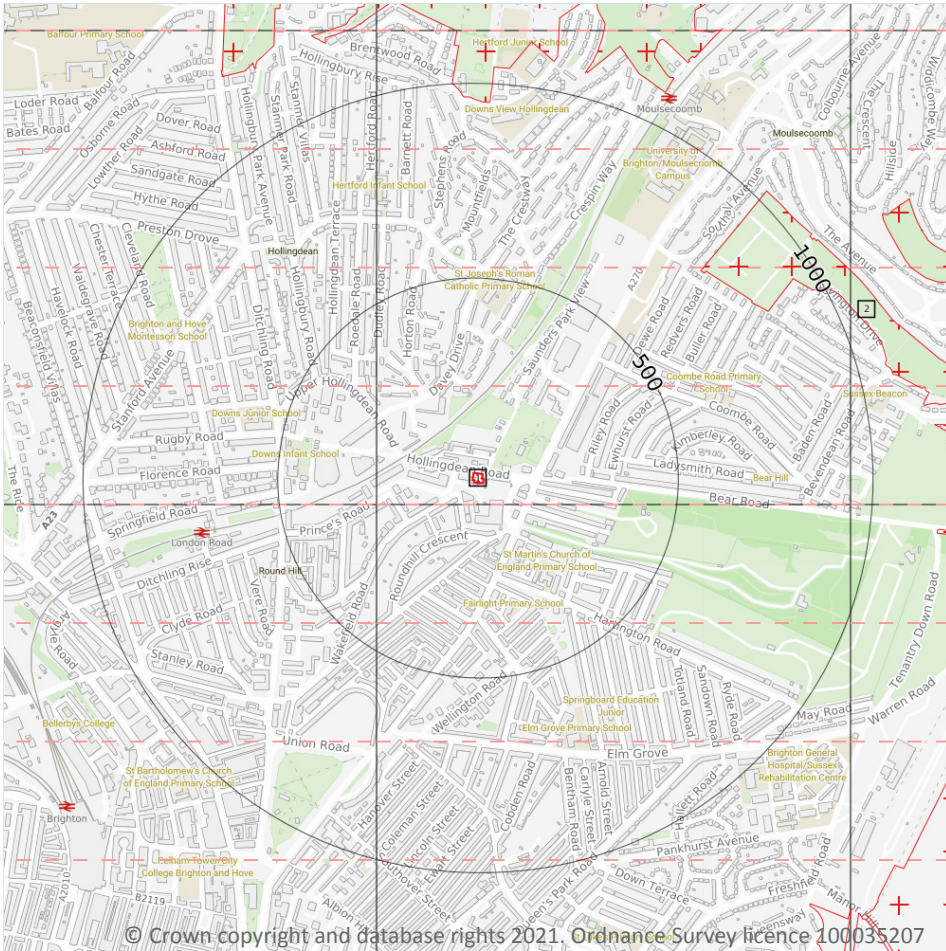 Balfour Primary School
Hertford Junior School
Brentwood Road
Hollingbury Rise
Balfour Road
Loder Road
Bates Road
Osborne Road
Lowther Road
Dover Road
Ashford Road
Sandgate Road
Hythe Road
Preston Drove
Hollingbury Park Avenue
Stanmer Park Road
Stanmer Villas
Hertford Road
Barnett Road
Stephens Road
Downs View Hollingdean
Moulsecoomb
Moulsecoomb
Colbourne Avenue
The Crescent
Widdicombe Way
Hillside
University of
Brighton/Moulsecoomb
Campus
Hertford Infant School
Mountfields
The Crestway
Crespin Way
The Avenue
1000
2
Hollingdean
Hollingdean Terrace
St Joseph's Roman
Catholic Primary School
A270
Cleveland Road
Chester Terrace
Waldegrave Road
Havelock Road
Beaconsfield Villas
Brighton and Hove
Montessori School
Stanford Avenue
Ditchling Road
Hollingbury Road
Roedale Road
Dudley Road
Horton Road
Davey Drive
Saunders Park View
Redvers Road
Buller Road
500
Coombe Road Primary
School
Sussex Beacon
Upper Hollingdean Road
Downs Junior School
Rugby Road
Downs Infant School
Florence Road
Hollingdean Road
Riley Road
Ewhurst Road
Kimberley Road
Coombe Road
Baden Road
Bevendean Road
Ladysmith Road
Bear Hill
Bear Road
A23
Springfield Road
London Road
Prince's Road
Ditchling Rise
Round Hill
Roundhill Crescent
St Martin's Church of
England Primary School
Fairlight Primary School
Clyde Road
Vere Road
Wakefield Road
Stanley Road
Hartington Road
Tenantry Down Road
Wellington Road
Springboard Education
Junior
Totland Road
Sandown Road
Ryde Road
May Road
Warren Road
Bellerbys College
Union Road
Elm Grove Primary School
Elm Grove
Brighton General
Hospital/Sussex
Rehabilitation Centre
St Bartholomew's Church
of England Primary School
Hanover Street
Coleman Street
Lincoln Street
Ewart Street
Cobden Road
Bentham Road
Carlyle Street
Arnold Street
Brighton
Pankhurst Avenue
Pelham Tower/City
College Brighton and Hove
Down Terrace
Freshfield Road
A2010
B2119
© Crown copyright and database rights 2021. Ordnance Survey licence 100035207